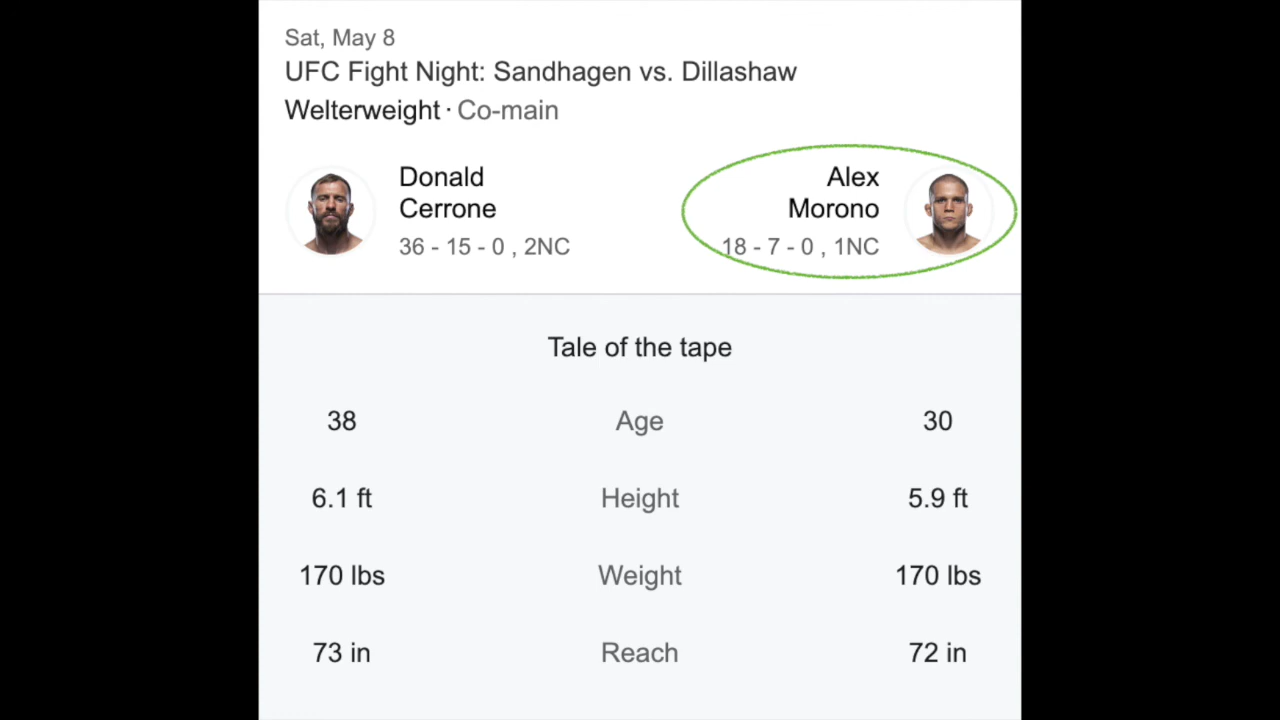 Sat, May 8
UFC Fight Night: Sandhagen vs. Dillashaw
Welterweight · Co-main
Donald
Cerrone
36 - 15 - 0 , 2NC
Alex
Morono
18 - 7 - 0 , 1NC
Tale of the tape
38 Age 30
6.1 ft Height 5.9 ft
170 lbs Weight 170 lbs
73 in Reach 72 in